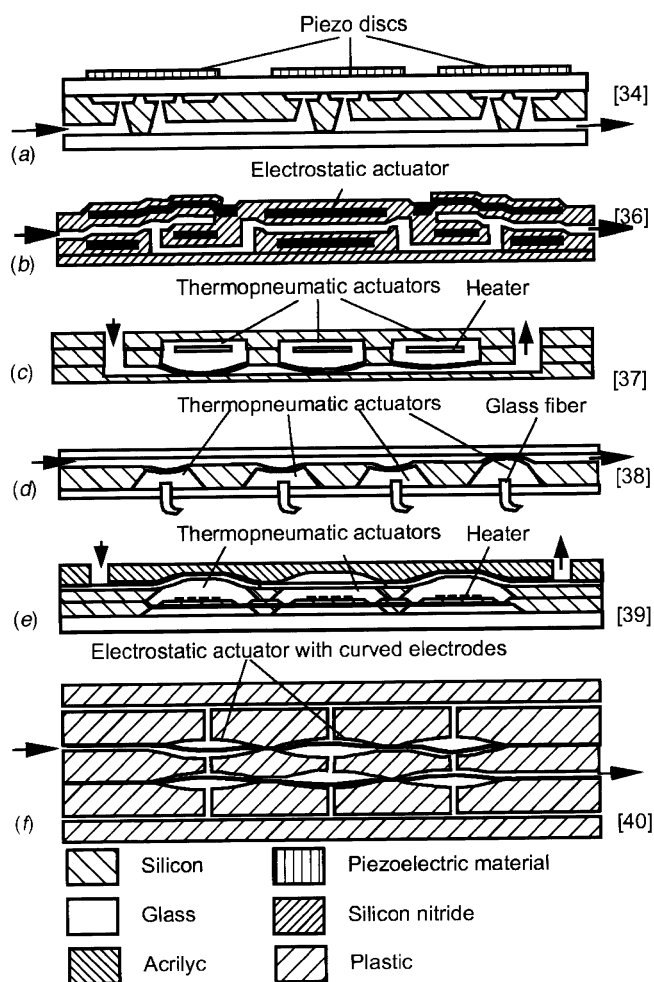 Piezo discs
[34]
(a)
Electrostatic actuator
[36]
(b)
Thermopneumatic actuators Heater
(c)
[37]
Thermopneumatic actuators Glass fiber
(d)
[38]
Thermopneumatic actuators Heater
(e)
[39]
Electrostatic actuator with curved electrodes
(f)
[40]
Silicon Piezoelectric material
Glass Silicon nitride
Acrilyc Plastic